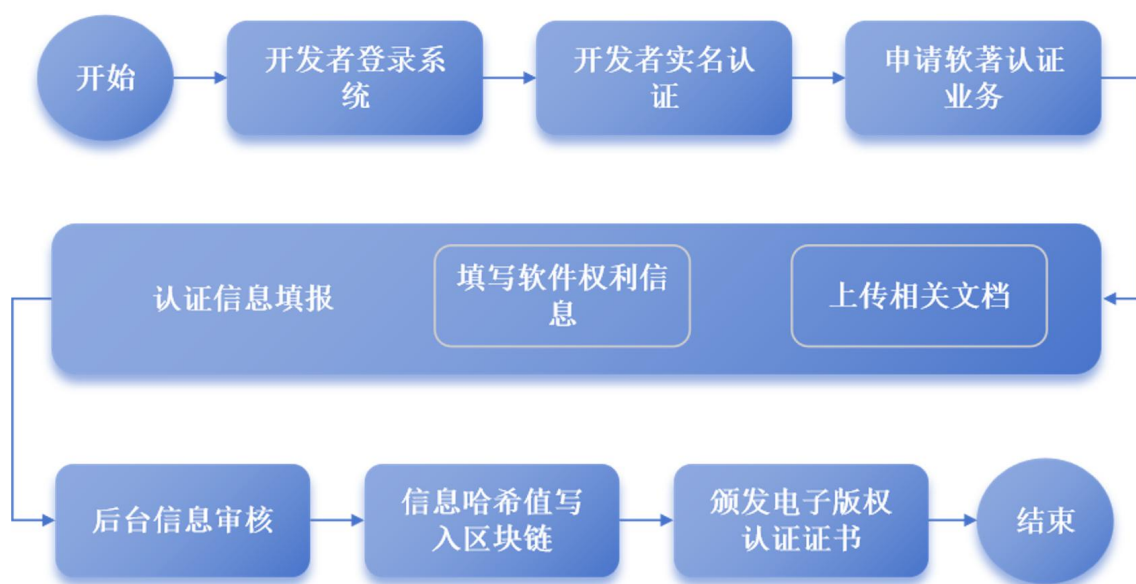 开始
开发者登录系
统
开发者实名认
证
申请软著认证
业务
认证信息填报
填写软件权利信
息
上传相关文档
后台信息审核
信息哈希值写
入区块链
颁发电子版权
认证证书
结束